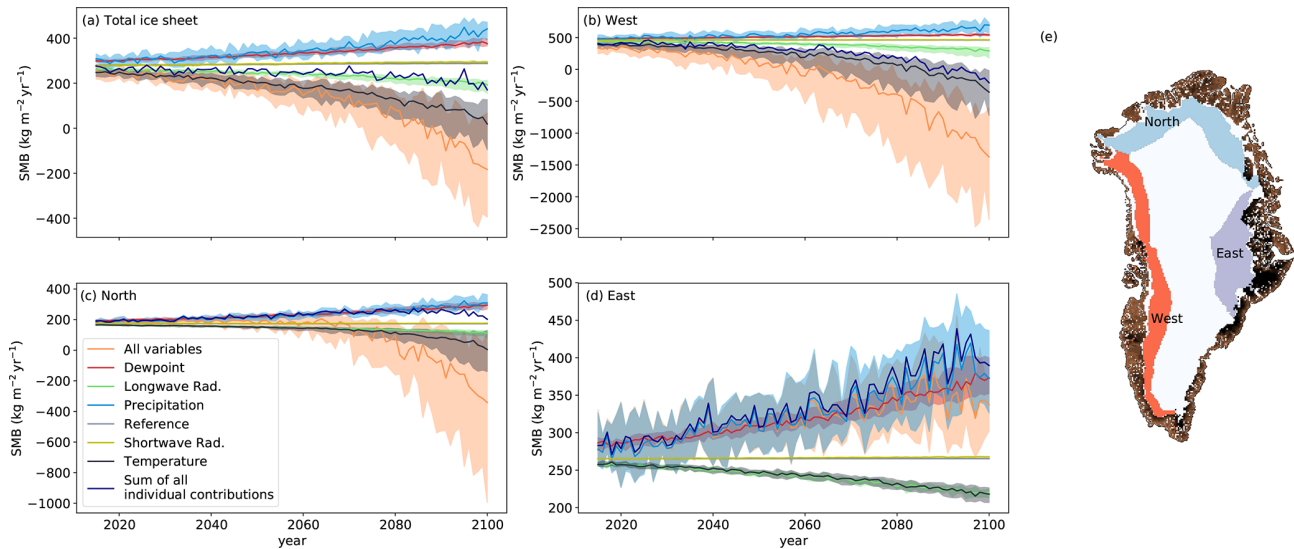 (a) Total ice sheet
400
200
0
−200
−400
SMB (kg m−2 yr−1)
(b) West
500
0
−500
−1000
−1500
−2000
−2500
SMB (kg m−2 yr−1)
(c) North
400
200
0
−200
−400
−600
−800
−1000
SMB (kg m−2 yr−1)
All variables
Dewpoint
Longwave Rad.
Precipitation
Reference
Shortwave Rad.
Temperature
Sum of all
individual contributions
2020 2040 2060 2080 2100
year
(d) East
500
450
400
350
300
250
200
SMB (kg m−2 yr−1)
2020 2040 2060 2080 2100
year
(e)
North
East
West